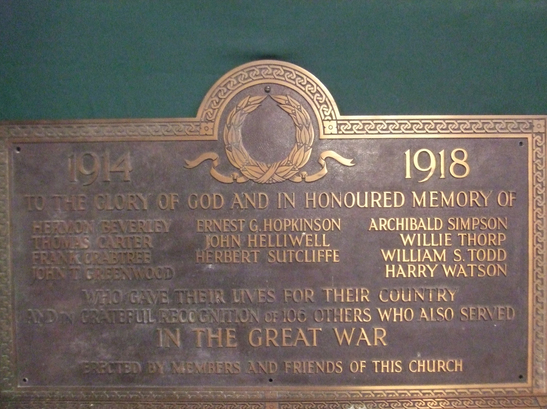 1914 1918
TO THE GLORY OF GOD AND IN HONOURED MEMORY OF
HERMON BEVERLEY ERNEST G. HOPKINSON ARCHIBALD SIMPSON
THOMAS CARTER JOHN HELLIWELL WILLIE THORP
FRANK CRABTREE HERBERT SUTCLIFFE WILLIAM S. TODD
JOHN T. GREENWOOD HARRY WATSON
WHO GAVE THEIR LIVES FOR THEIR COUNTRY
AND IN GRATEFUL RECOGNITION OF 106 OTHERS WHO ALSO SERVED
IN THE GREAT WAR
ERECTED BY MEMBERS AND FRIENDS OF THIS CHURCH